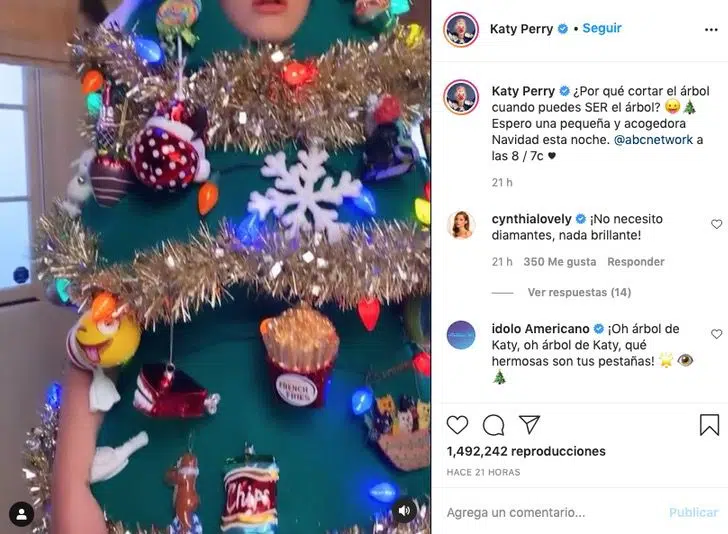 Katy Perry • Seguir
Katy Perry ¿Por qué cortar el árbol
cuando puedes SER el árbol? 😛🎄
Espero una pequeña y acogedora
Navidad esta noche. @abcnetwork a
las 8 / 7c ♥
21 h
cynthialovely ¡No necesito
diamantes, nada brillante!
21 h 350 Me gusta Responder
Ver respuestas (14)
idolo Americano ¡Oh árbol de
Katy, oh árbol de Katy, qué
hermosas son tus pestañas! 🌟👁️
🎄
1,492,242 reproducciones
HACE 21 HORAS
Agrega un comentario... Publicar
FRENCH
FRIES
Chips